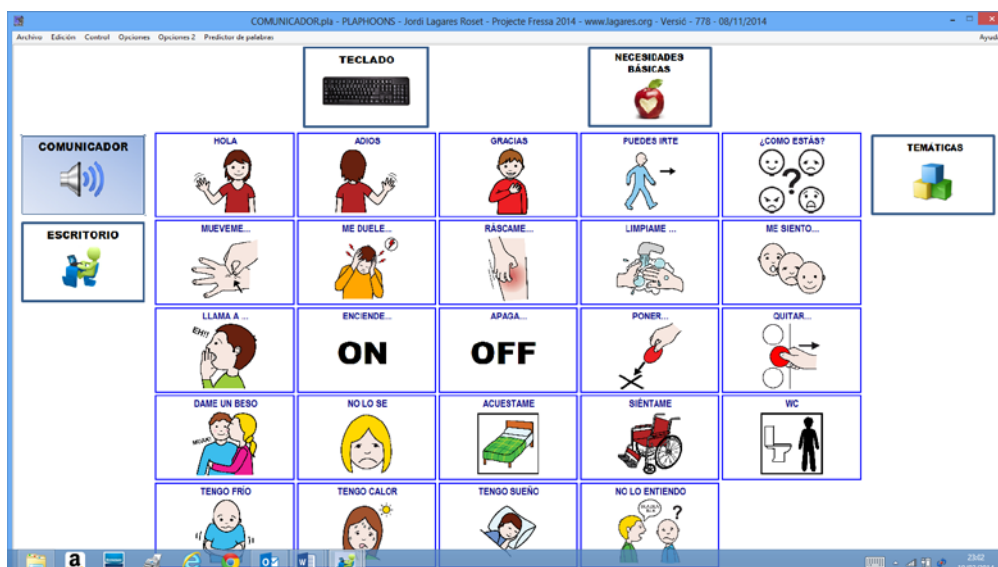 COMUNICADOR.pla - PLAPHOONS - Jordi Lagares Roset - Projecte Fressa 2014 - www.lagares.org - Versió - 778 - 08/11/2014
Archivo Edición Control Opciones Opciones 2 Predictor de palabras Ayuda
TECLADO
NECESIDADES
BÁSICAS
COMUNICADOR
HOLA
ADIOS
GRACIAS
PUEDES IRTE
¿COMO ESTÁS?
TEMÁTICAS
ESCRITORIO
MUEVEME...
ME DUELE...
RÁSCAME...
LIMPIAME ...
ME SIENTO...
LLAMA A ...
EH!!
ENCIENDE...
ON
APAGA...
OFF
PONER...
QUITAR...
DAME UN BESO
MUAK!
NO LO SE
ACUESTAME
SIÉNTAME
WC
TENGO FRÍO
TENGO CALOR
TENGO SUEÑO
NO LO ENTIENDO
?
23:02